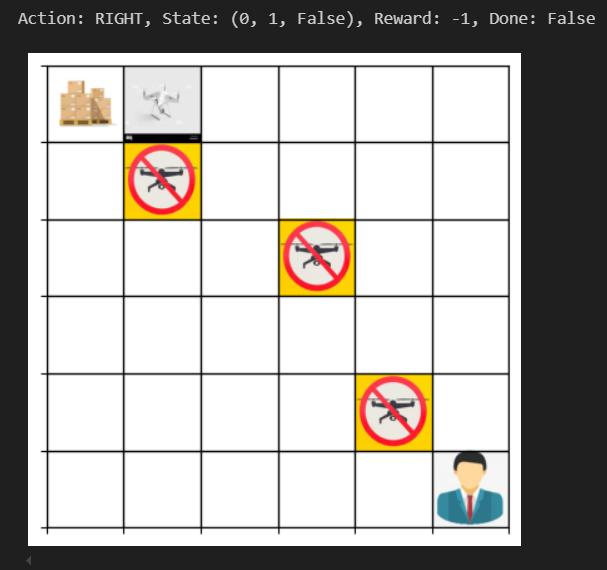 Action: RIGHT, State: (0, 1, False), Reward: -1, Done: False